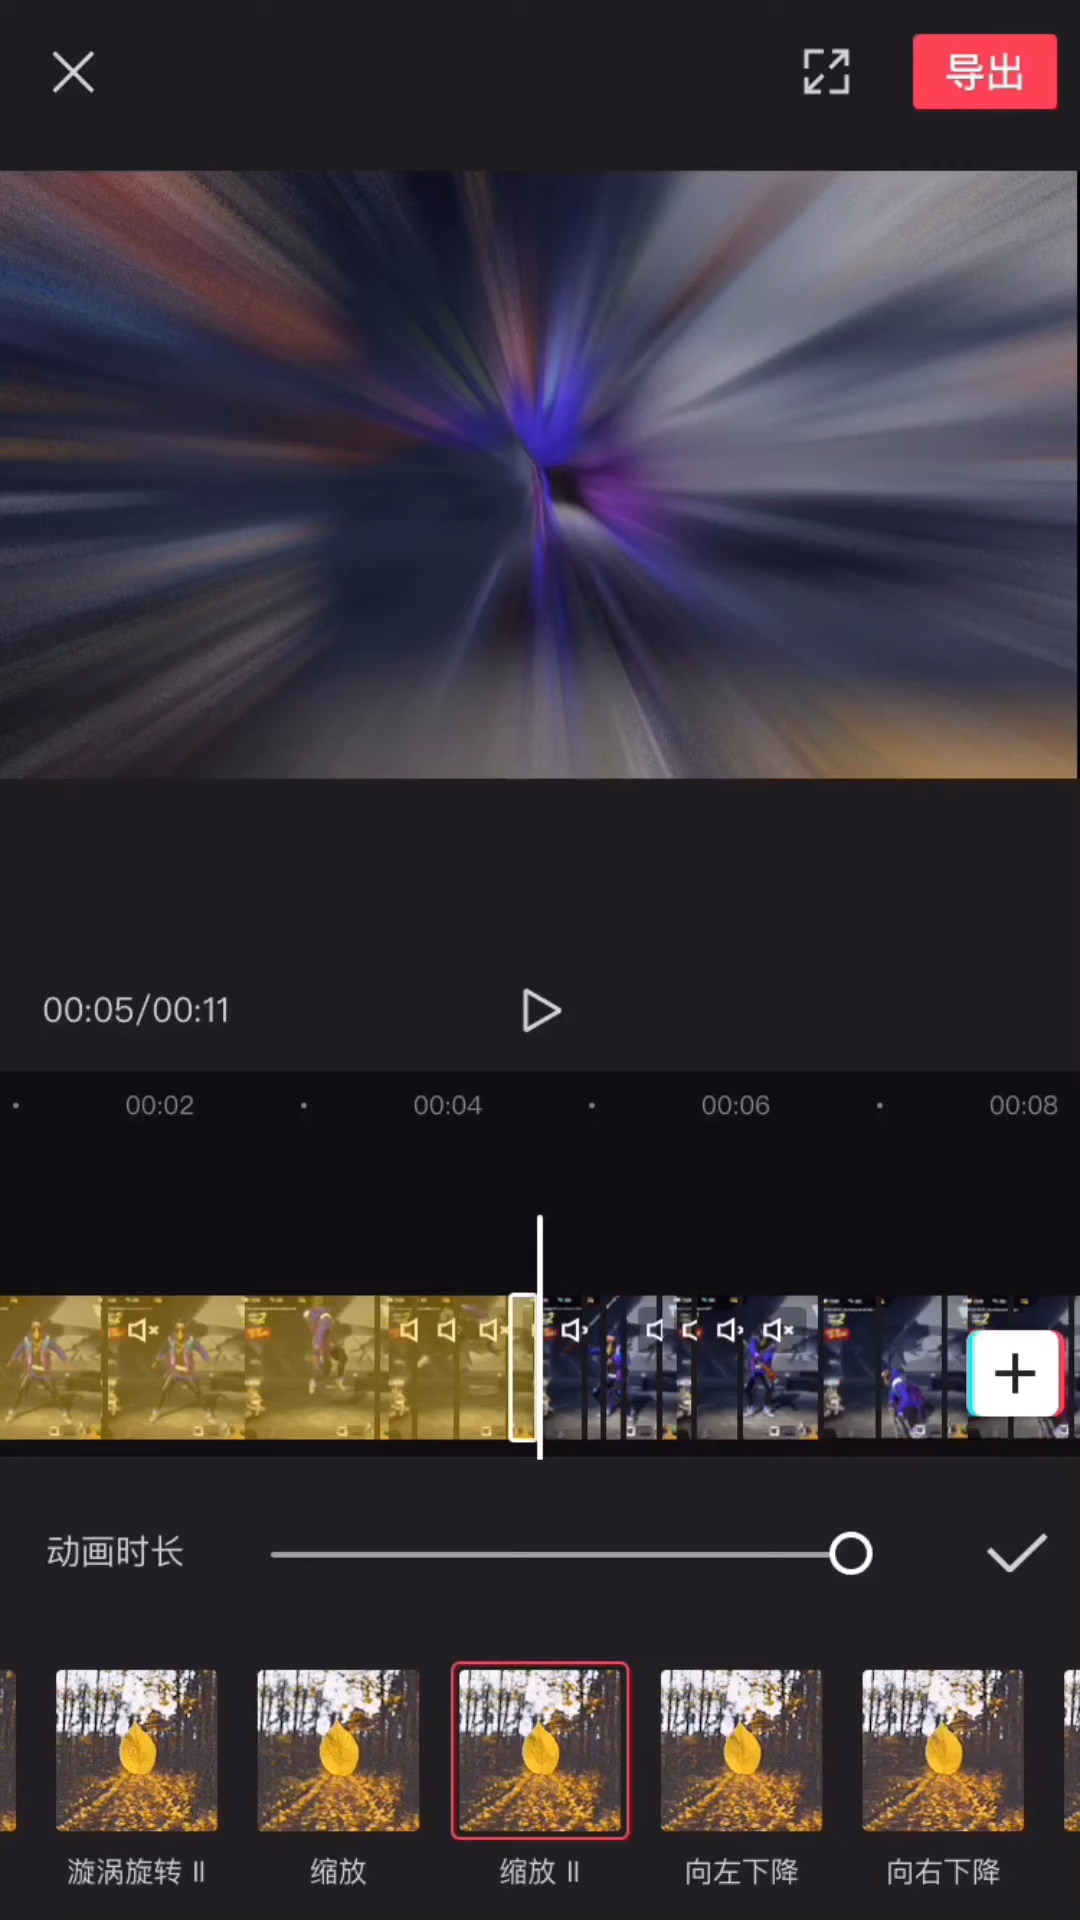 导出
00:05/00:11
00:02
00:04
00:06
00:08
动画时长
漩涡旋转 II
缩放
缩放 II
向左下降
向右下降